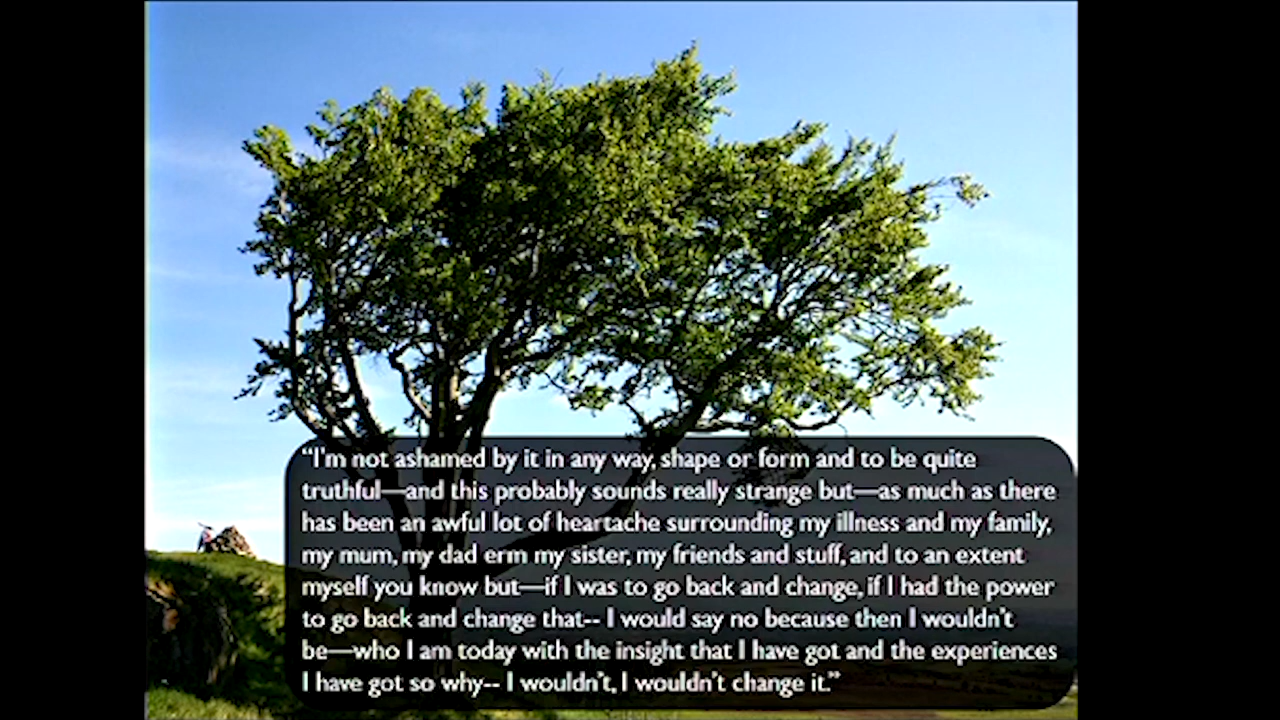 “I’m not ashamed by it in any way, shape or form and to be quite
truthful—and this probably sounds really strange but—as much as there
has been an awful lot of heartache surrounding my illness and my family,
my mum, my dad erm my sister, my friends and stuff, and to an extent
myself you know but—if I was to go back and change, if I had the power
to go back and change that-- I would say no because then I wouldn’t
be—who I am today with the insight that I have got and the experiences
I have got so why-- I wouldn’t, I wouldn’t change it.”